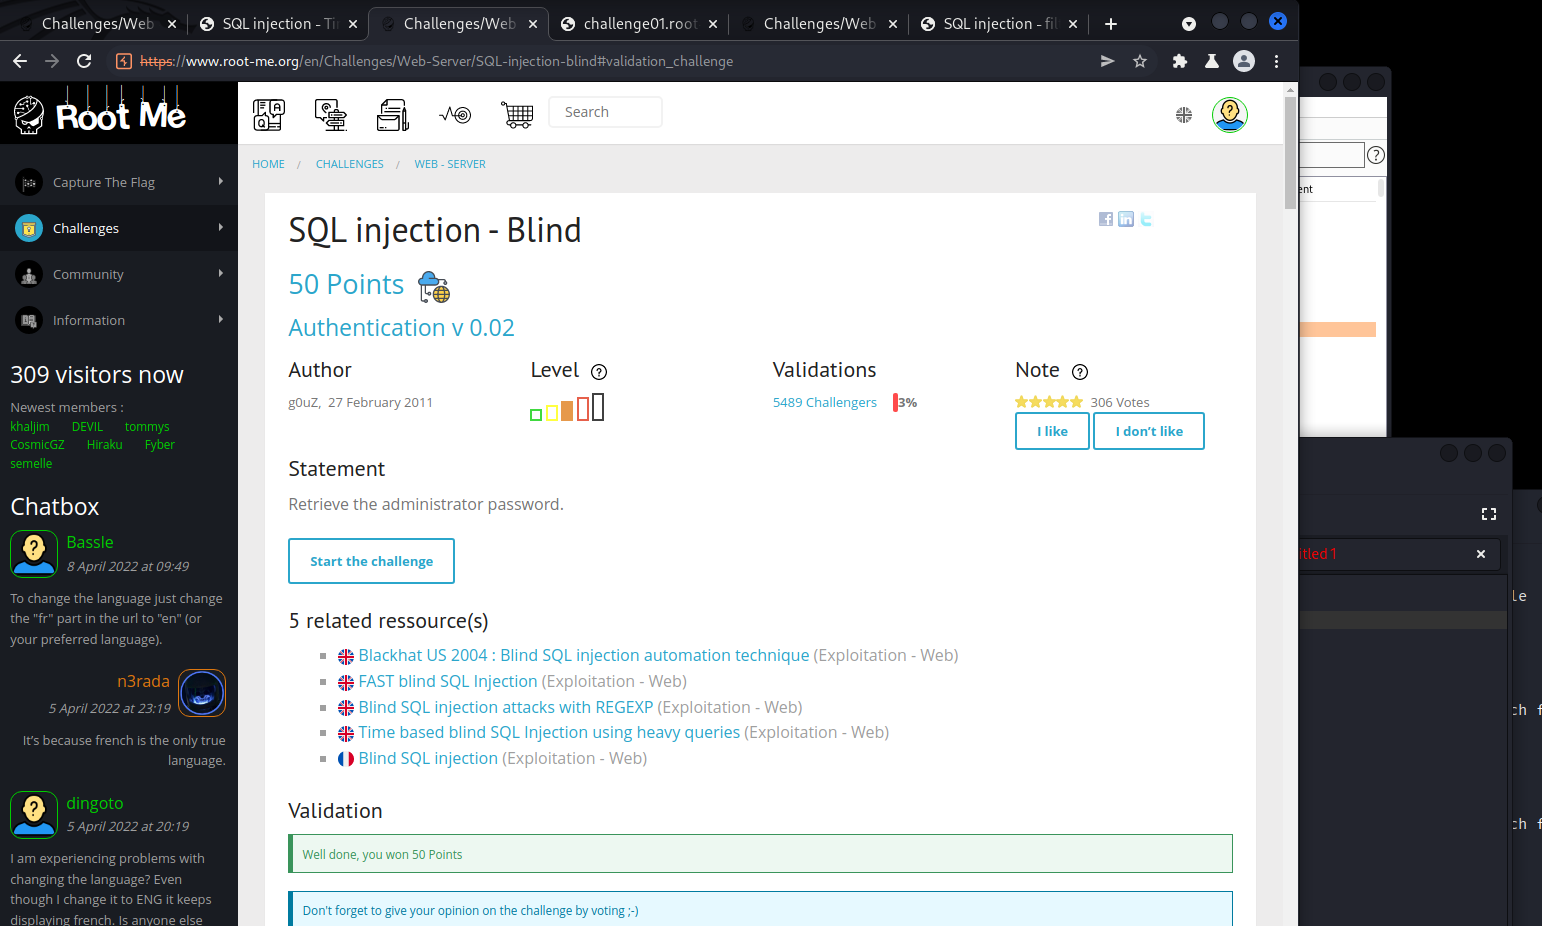 Challenges/Web
SQL injection - Ti
Challenges/Web
challenge01.root
Challenges/Web
SQL injection - fil
https://www.root-me.org/en/Challenges/Web-Server/SQL-injection-blind#validation_challenge
Root Me
Search
Capture The Flag
Challenges
Community
Information
309 visitors now
Newest members :
khaljim DEVIL tommys
CosmicGZ Hiraku Fyber
semelle
Chatbox
Bassle
8 April 2022 at 09:49
To change the language just change
the "fr" part in the url to "en" (or
your preferred language).
n3rada
5 April 2022 at 23:19
It's because french is the only true
language.
dingoto
5 April 2022 at 20:19
I am experiencing problems with
changing the language? Even
though I change it to ENG it keeps
displaying french. Is anyone else
HOME / CHALLENGES / WEB - SERVER
SQL injection - Blind
50 Points
Authentication v 0.02
Author
g0uZ, 27 February 2011
Level ?
Validations
5489 Challengers 3%
Note ?
306 Votes
I like
I don't like
Statement
Retrieve the administrator password.
Start the challenge
5 related ressource(s)
Blackhat US 2004 : Blind SQL injection automation technique (Exploitation - Web)
FAST blind SQL Injection (Exploitation - Web)
Blind SQL injection attacks with REGEXP (Exploitation - Web)
Time based blind SQL Injection using heavy queries (Exploitation - Web)
Blind SQL injection (Exploitation - Web)
Validation
Well done, you won 50 Points
Don't forget to give your opinion on the challenge by voting ;-)
?
ent
itled 1
le
ch f
ch f